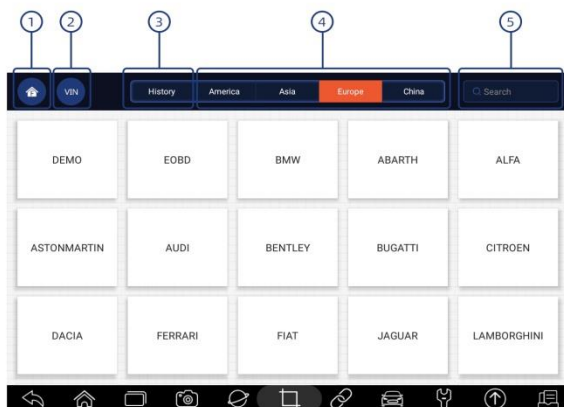 1 2 3 4 5
VIN History America Asia Europe China Search
DEMO EOBD BMW ABARTH ALFA
ASTONMARTIN AUDI BENTLEY BUGATTI CITROEN
DACIA FERRARI FIAT JAGUAR LAMBORGHINI